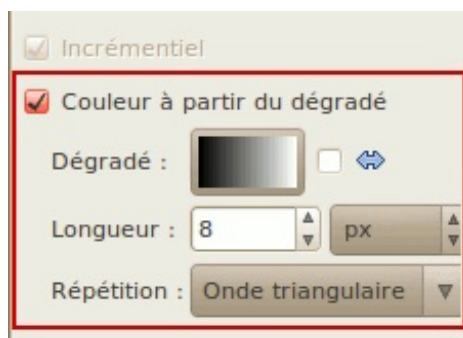 Incrémentiel
Couleur à partir du dégradé
Dégradé :
Longueur : 8 px
Répétition : Onde triangulaire